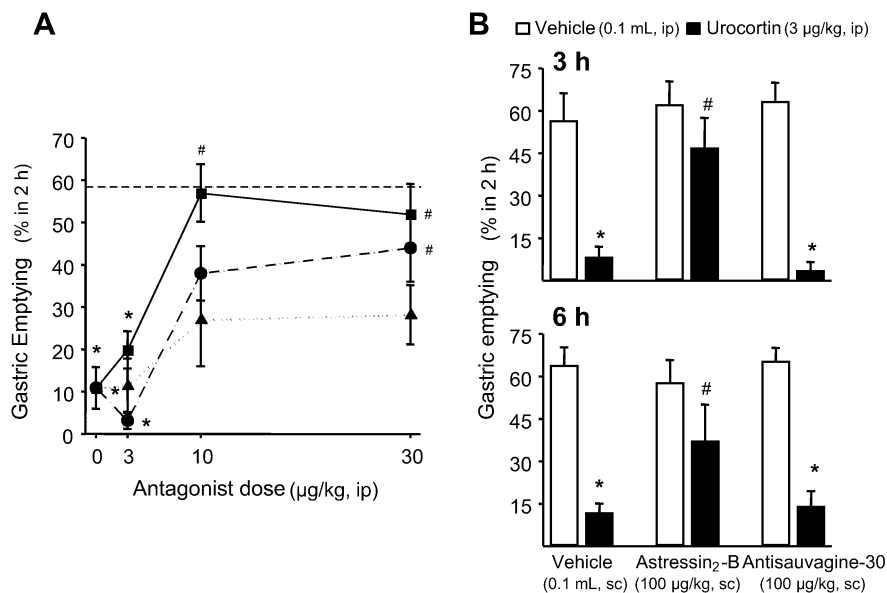 A
B
Vehicle (0.1 mL, ip) Urocortin (3 µg/kg, ip)
Gastric Emptying (% in 2 h)
70
60
50
40
30
20
10
0
#
#
#
*
*
*
*
0 3 10 30
Antagonist dose (µg/kg, ip)
Gastric emptying (% in 2 h)
3 h
75
60
45
30
15
*
#
*
6 h
75
60
45
30
15
*
#
*
Vehicle Astressin₂-B Antisauvagine-30
(0.1 mL, sc) (100 µg/kg, sc) (100 µg/kg, sc)